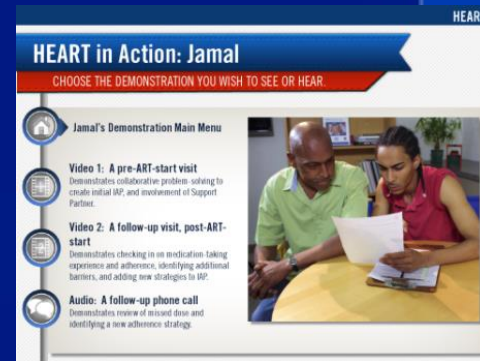 HEAR
HEART in Action: Jamal
CHOOSE THE DEMONSTRATION YOU WISH TO SEE OR HEAR.
Jamal's Demonstration Main Menu
Video 1: A pre-ART-start visit
Demonstrates collaborative problem-solving to
create initial IAP, and involvement of Support
Partner.
Video 2: A follow-up visit, post-ART-
start
Demonstrates checking in on medication-taking
experience and adherence, identifying additional
barriers, and adding new strategies to IAP.
Audio: A follow-up phone call
Demonstrates review of missed dose and
identifying a new adherence strategy.